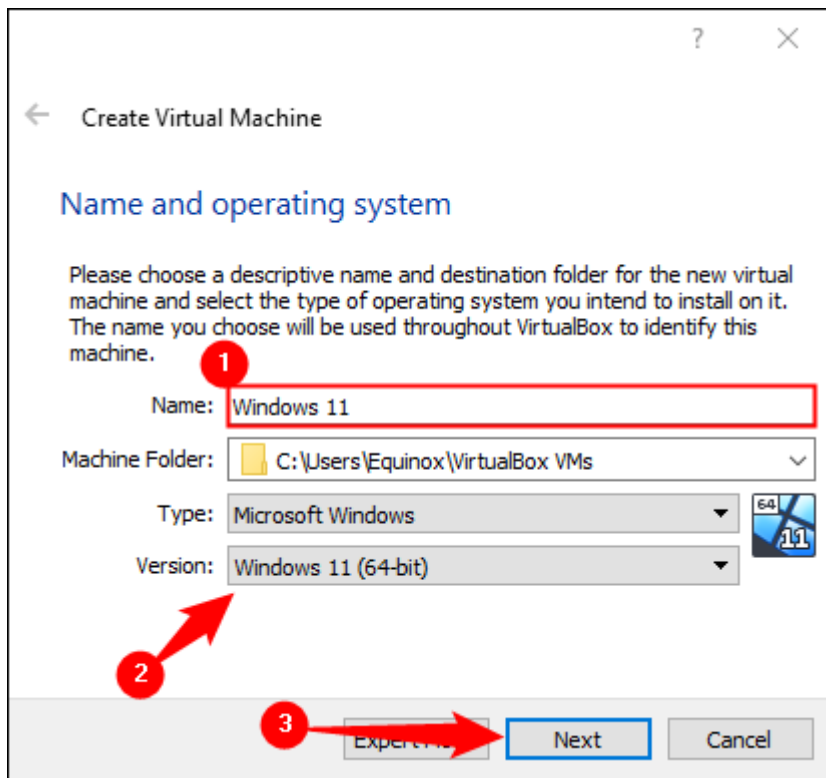 ?
Create Virtual Machine
Name and operating system
Please choose a descriptive name and destination folder for the new virtual
machine and select the type of operating system you intend to install on it.
The name you choose will be used throughout VirtualBox to identify this
machine.
1
Name: Windows 11
Machine Folder: C:\Users\Equinox\VirtualBox VMs
Type: Microsoft Windows
64
11
Version: Windows 11 (64-bit)
2
3
Expert Next Cancel